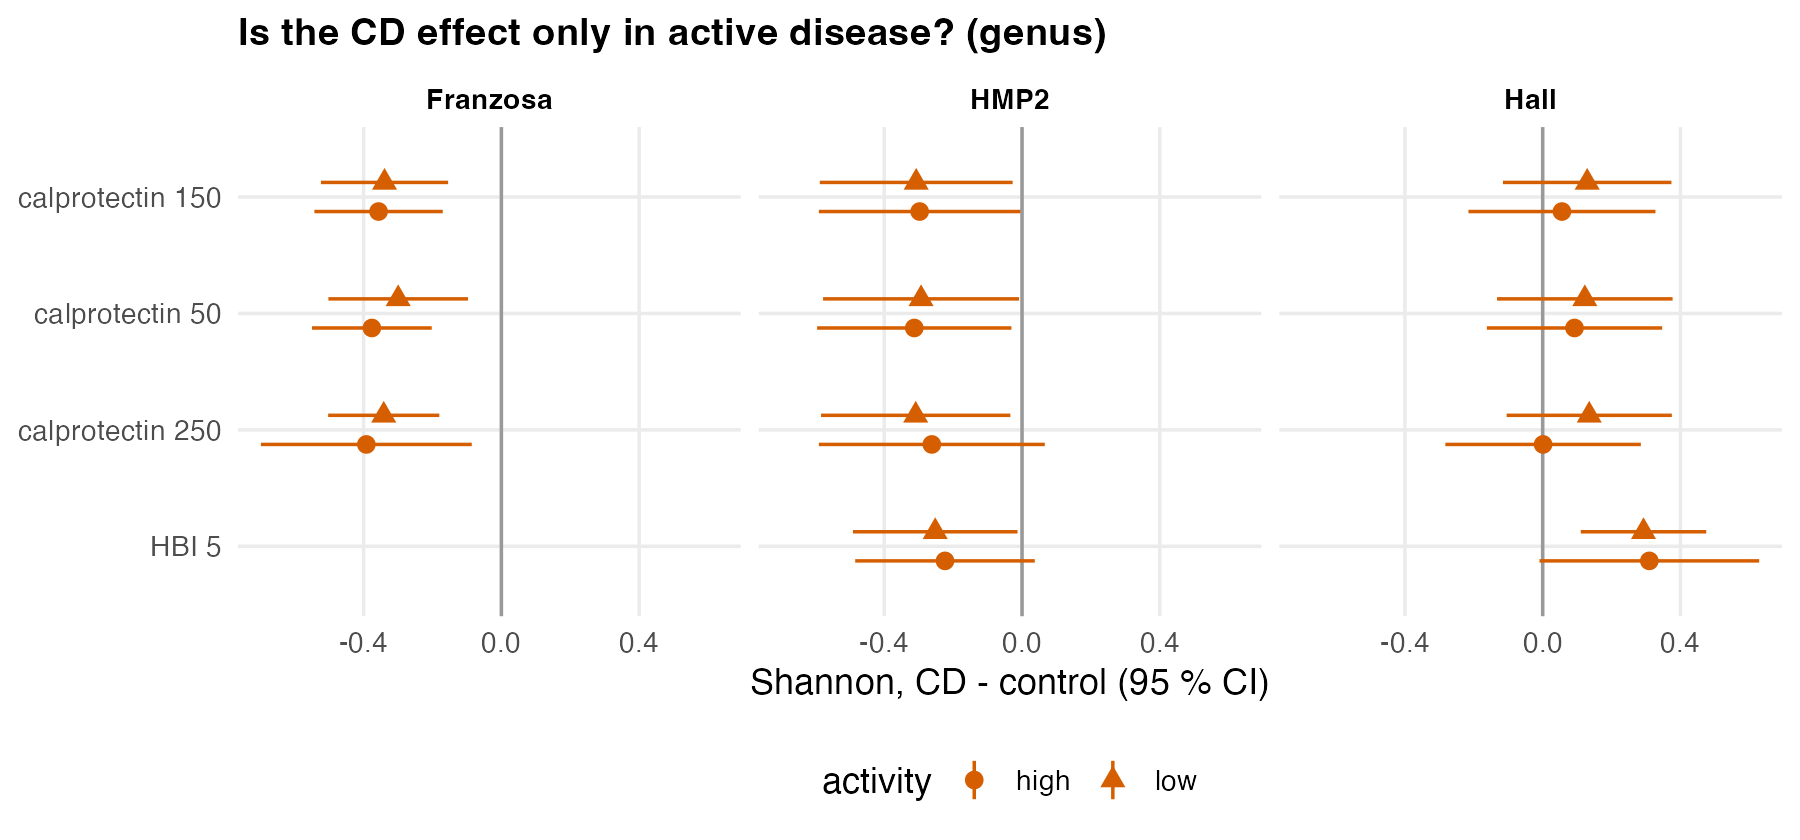 Is the CD effect only in active disease? (genus)
Franzosa HMP2 Hall
calprotectin 150
calprotectin 50
calprotectin 250
HBI 5
-0.4 0.0 0.4 -0.4 0.0 0.4 -0.4 0.0 0.4
Shannon, CD - control (95 % CI)
activity high low